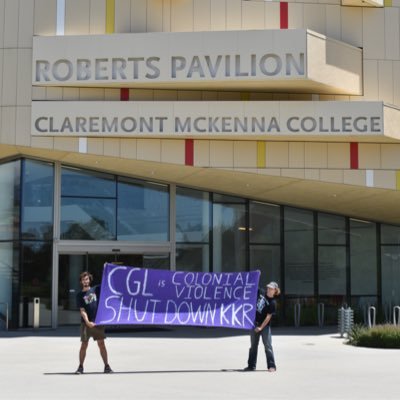 ROBERTS PAVILION
CLAREMONT MCKENNA COLLEGE
CGL IS COLONIAL VIOLENCE
SHUT DOWN KKR